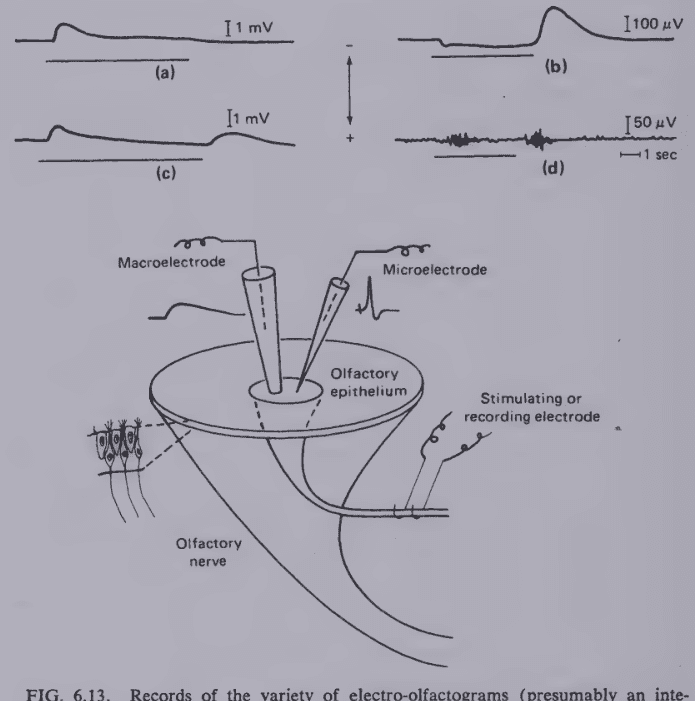 1 mV
(a)
100 μV
(b)
−
+
1 mV
(c)
50 μV
1 sec
(d)
Macroelectrode
Microelectrode
Olfactory
epithelium
Stimulating or
recording electrode
Olfactory
nerve
FIG. 6.13. Records of the variety of electro-olfactograms (presumably an inte-